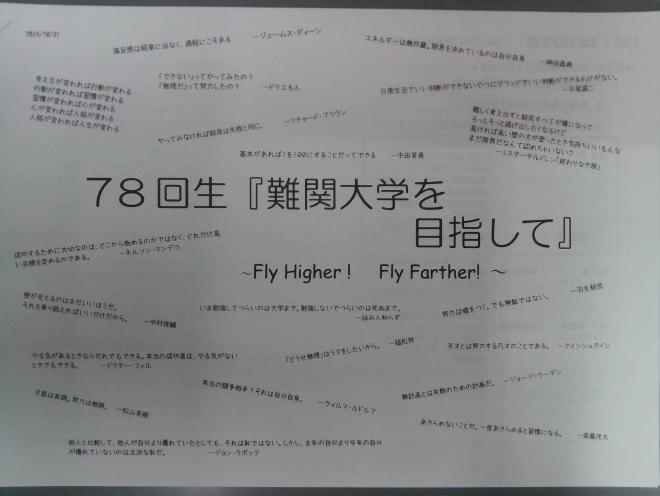 2024/10/31
満足感は結果に出なく、過程にこそある　－ジェームス・ディーン
エネルギーは無尽蔵。限界を決めているのは自分自身　－神田昌典
考え方が変われば行動が変わる
行動が変われば習慣が変わる
習慣が変われば心が変わる
心が変われば人格が変わる
人格が変われば人生が変わる
「できない」ってやってみたの？
「無理だ」って努力したの？　－ドラえもん
日常生活でいい判断ができないやつにグランドでいい判断ができるわけがない。
－平尾誠二
やってみなければ結局は失敗と同じ。　－リチャード・ブラウン
難しく考え出すと結局すべてが嫌になって
そっとそっと逃げ出したくなるけど
高ければ高い壁の方が登ったとき気持ちいいもんな
まだ限界だなんて認めちゃいないさ
－ミスターチルドレン「終わりなき旅」
基本があれば1を100にすることだってできる　－中田英寿
78回生『難関大学を
目指して』
～Fly Higher！　Fly Farther! ～
成功するために大切なのは、どこから始めるのかではなく、どれだけ高
い目標を定めるかである。　－ネルソン・マンデラ
壁が見えるのはまだいいほうだ。
それを乗り越えればいいだけだから。　－中村俊輔
いま勉強してつらいのは大学まで。勉強しないでつらいのは死ぬまで。
－詠み人知らず
努力は嘘をつく。でも無駄ではない。　－羽生結弦
やる気があるときならだれでもできる。本当の成功者は、やる気がない
ときでもできる。　－ドクター・フィル
「どうせ無理」はラクをしたいから。　－植松努
天才とは努力する凡才のことである。　－アインシュタイン
才能は有限。努力は無限。　－松山英樹
本当の競争相手？それは自分自身。　－ウィルマ・ルドルフ
無計画とは失敗のための計画だ。　－ジョージ・ウーデン
あきらめないことだ。一度あきらめると習慣になる。　－斎藤茂太
他人と比較して、他人が自分より優れていたとしても、それは恥ではない。しかし、去年の自分より今年の自分
が優れていないのは立派な恥だ。　－ジョン・ラボック